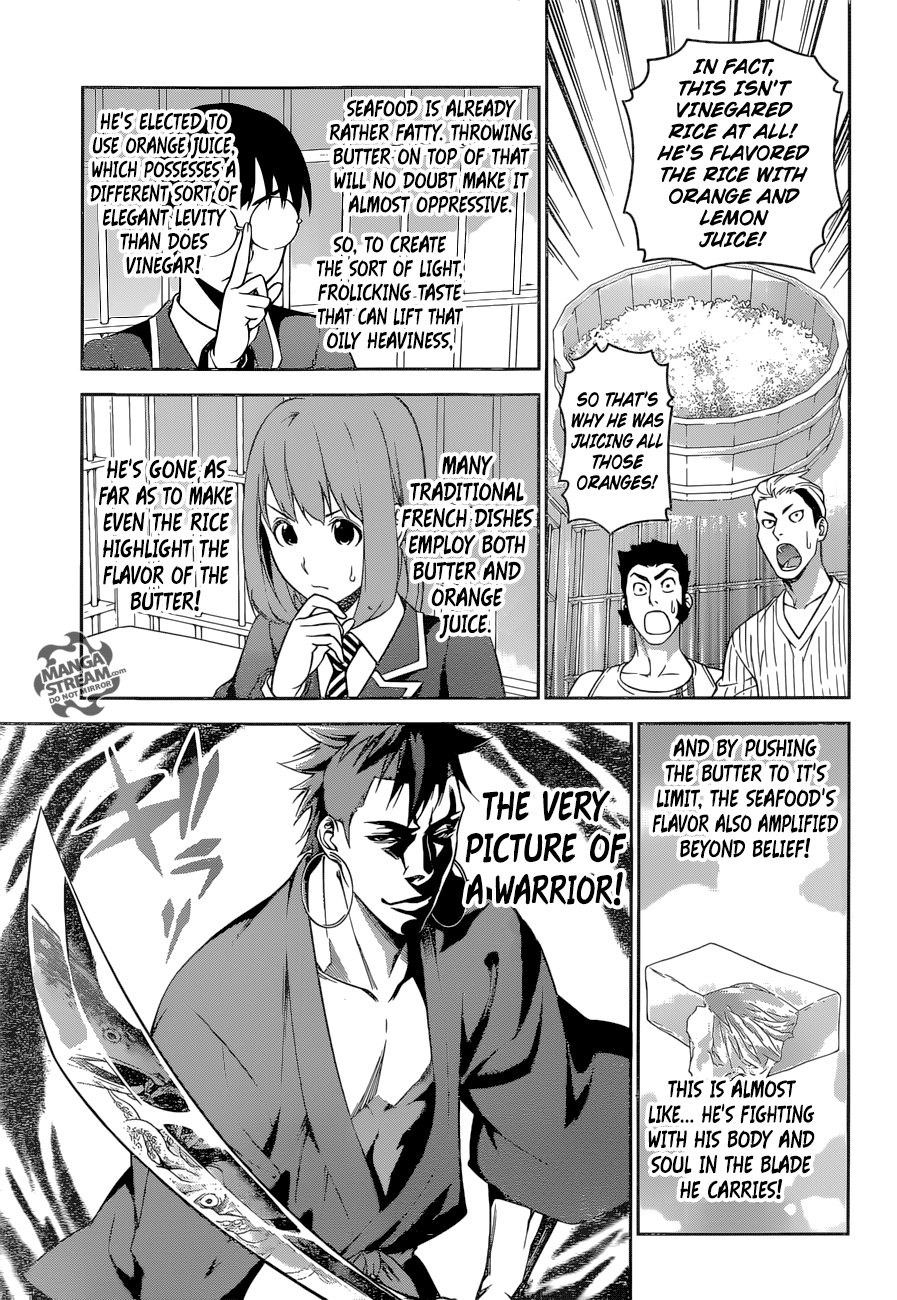 IN FACT,
THIS ISN'T
VINEGARED
RICE AT ALL!
HE'S FLAVORED
THE RICE WITH
ORANGE AND
LEMON
JUICE!
SO THAT'S
WHY HE WAS
JUICING ALL
THOSE
ORANGES!
SEAFOOD IS ALREADY
RATHER FATTY. THROWING
BUTTER ON TOP OF THAT
WILL NO DOUBT MAKE IT
ALMOST OPPRESSIVE.
SO, TO CREATE
THE SORT OF LIGHT,
FROLICKING TASTE
THAT CAN LIFT THAT
OILY HEAVINESS,
HE'S ELECTED TO
USE ORANGE JUICE,
WHICH POSSESSES A
DIFFERENT SORT OF
ELEGANT LEVITY
THAN DOES
VINEGAR!
MANY
TRADITIONAL
FRENCH DISHES
EMPLOY BOTH
BUTTER AND
ORANGE
JUICE.
HE'S GONE AS
FAR AS TO MAKE
EVEN THE RICE
HIGHLIGHT THE
FLAVOR OF THE
BUTTER!
MANGA
STREAM.com
DO NOT MIRROR
AND BY PUSHING
THE BUTTER TO IT'S
LIMIT, THE SEAFOOD'S
FLAVOR ALSO AMPLIFIED
BEYOND BELIEF!
THIS IS ALMOST
LIKE... HE'S FIGHTING
WITH HIS BODY AND
SOUL IN THE BLADE
HE CARRIES!
THE VERY
PICTURE OF
A WARRIOR!